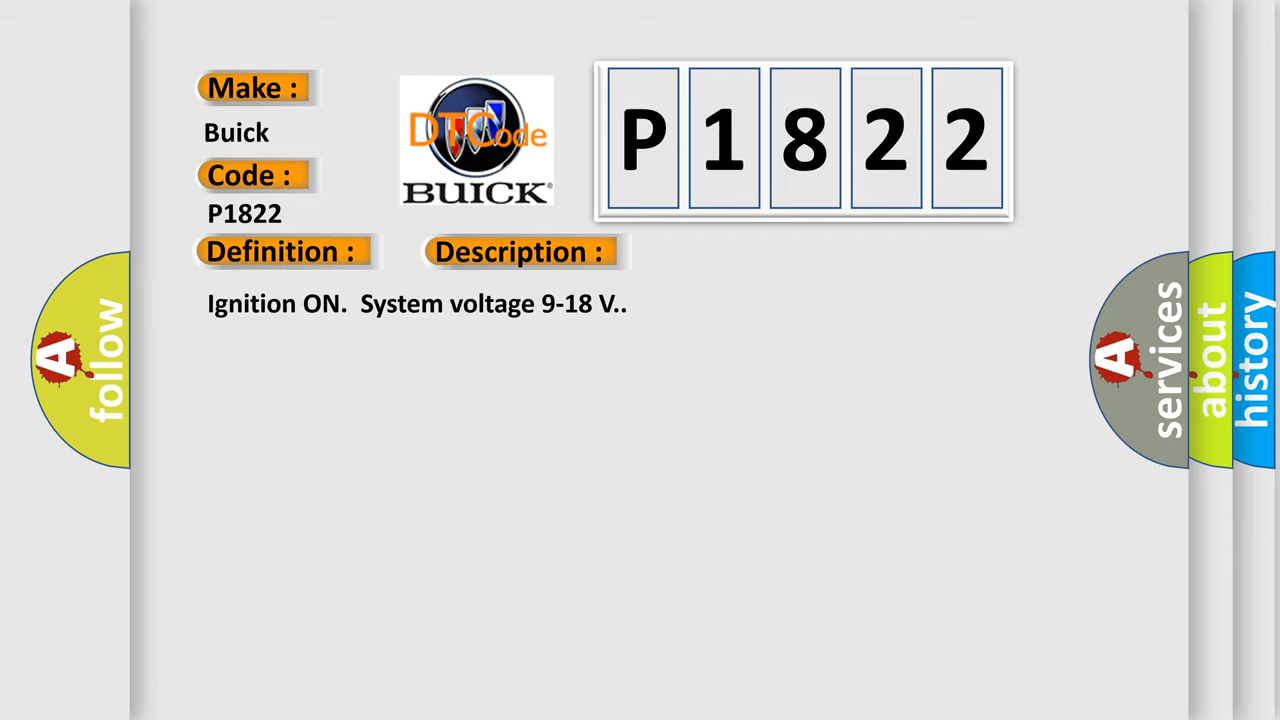 Make :
Buick
Code :
P1822
Definition :
Description :
Ignition ON. System voltage 9-18 V..
DTCode
BUICK®
P 1 8 2 2
A follow
A services
about
history